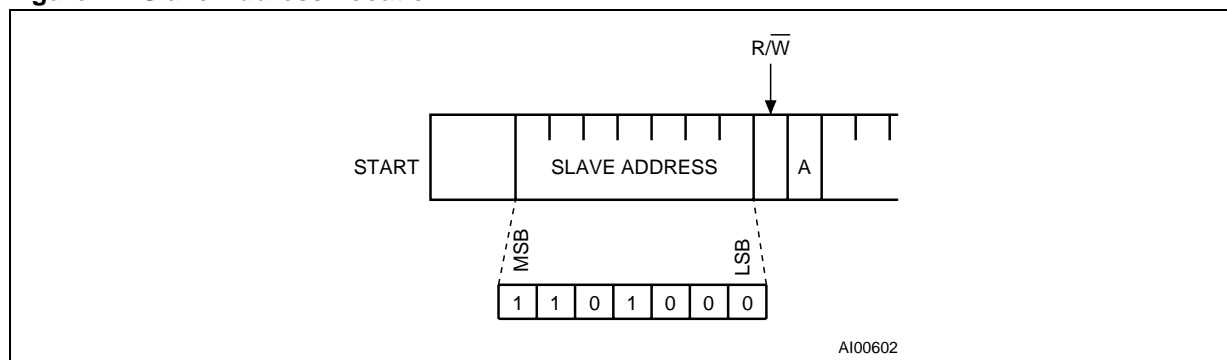 R/W̅
START
SLAVE ADDRESS
A
MSB
LSB
1 1 0 1 0 0 0
AI00602